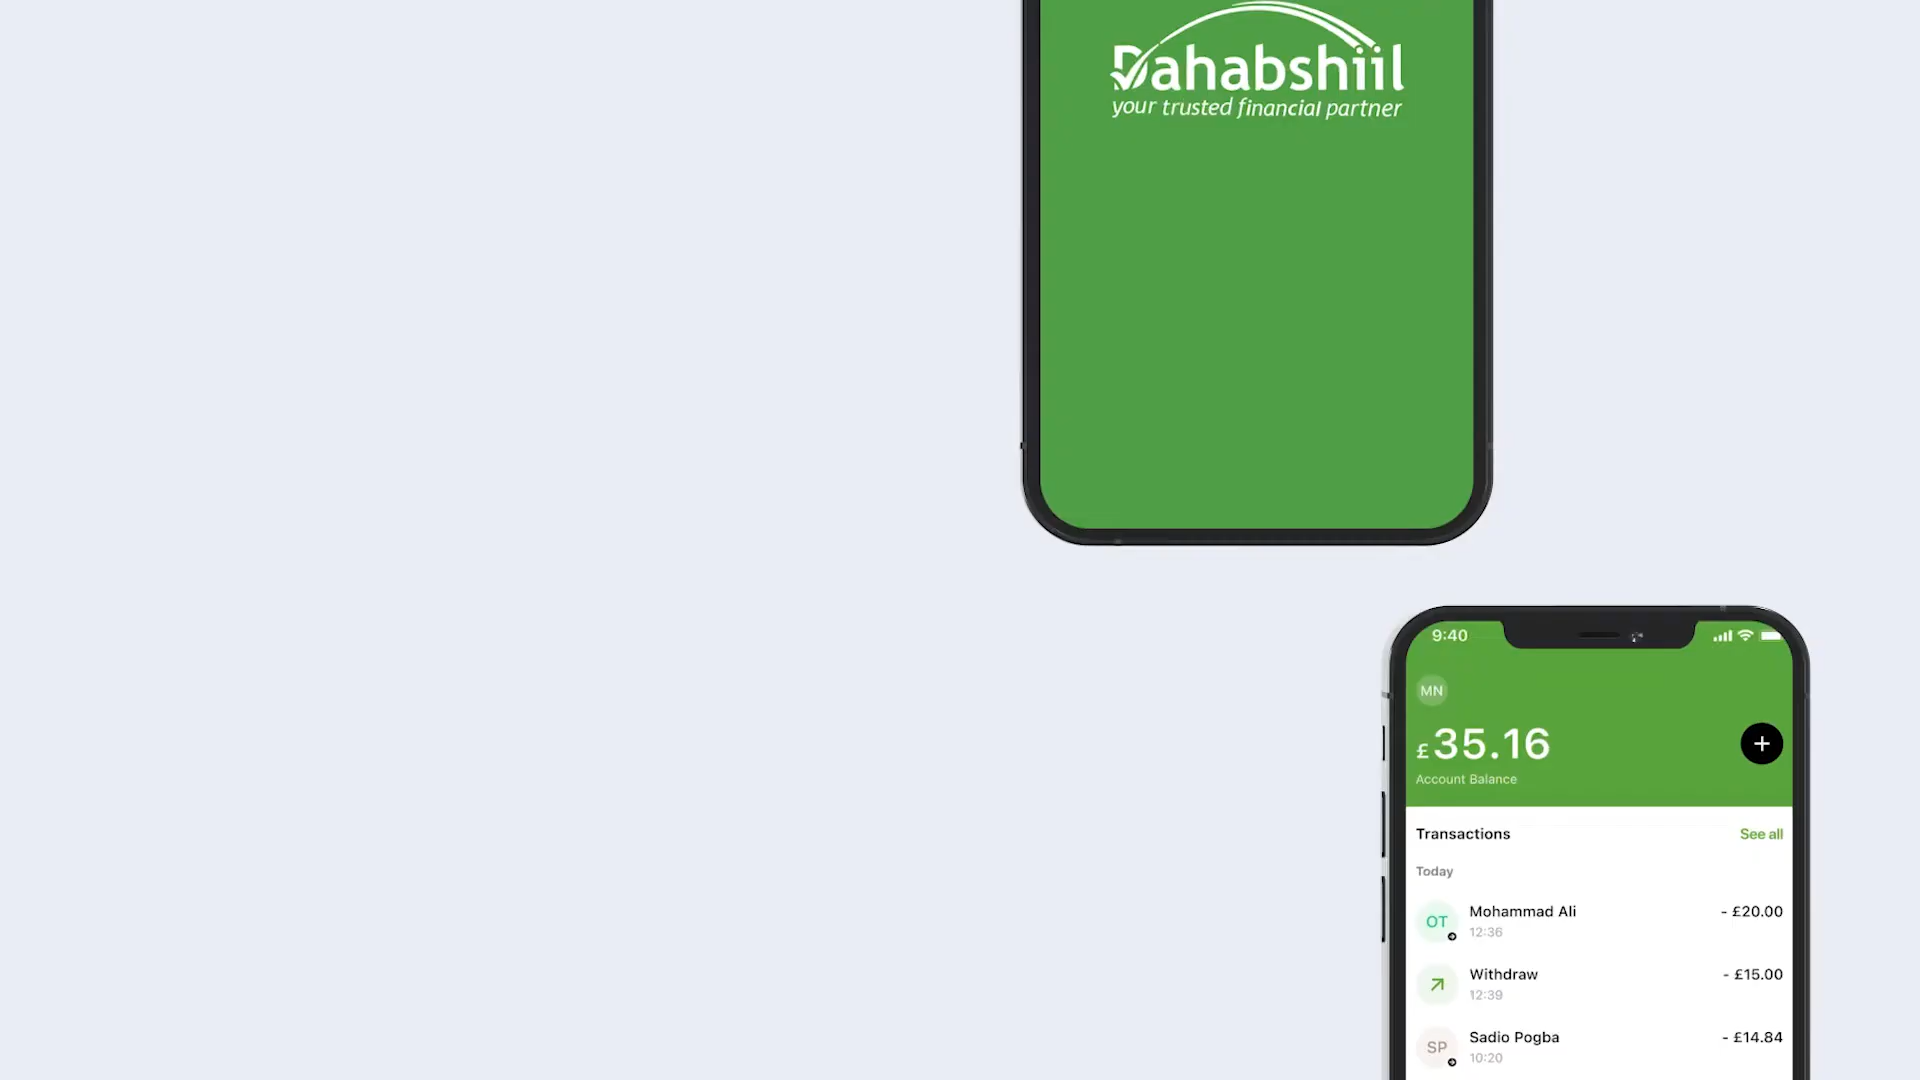 Dahabshiil
your trusted financial partner
9:40
MN
£35.16
Account Balance
Transactions
See all
Today
OT
Mohammad Ali
- £20.00
12:36
Withdraw
- £15.00
12:39
SP
Sadio Pogba
- £14.84
10:20